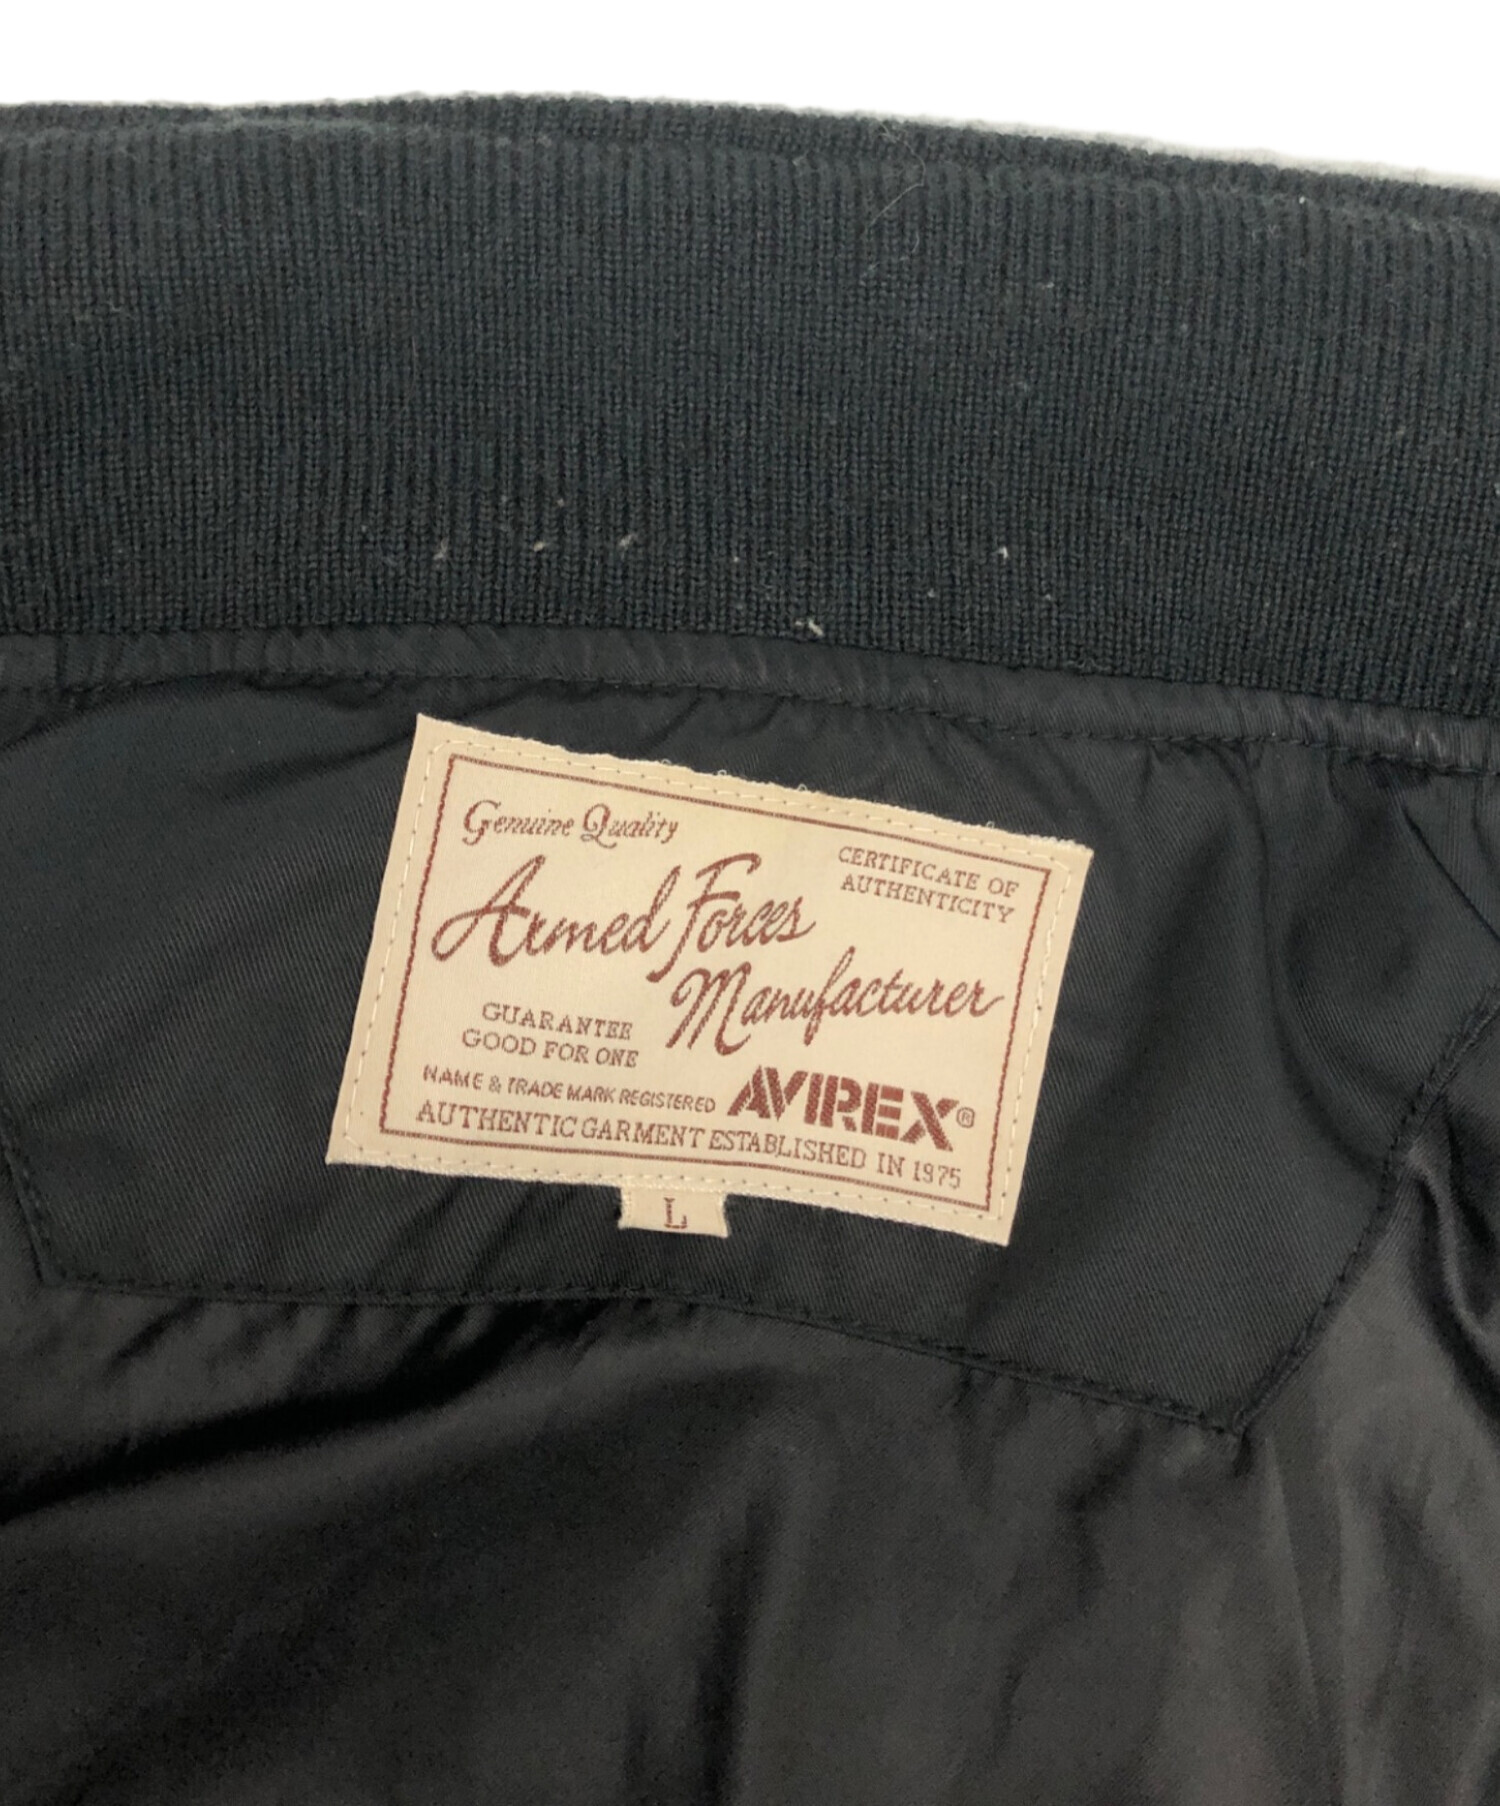 Genuine Quality
CERTIFICATE OF
AUTHENTICITY
Armed Forces
Manufacturer
GUARANTEE
GOOD FOR ONE
NAME & TRADE MARK REGISTERED AVIREX®
AUTHENTIC GARMENT ESTABLISHED IN 1975
L